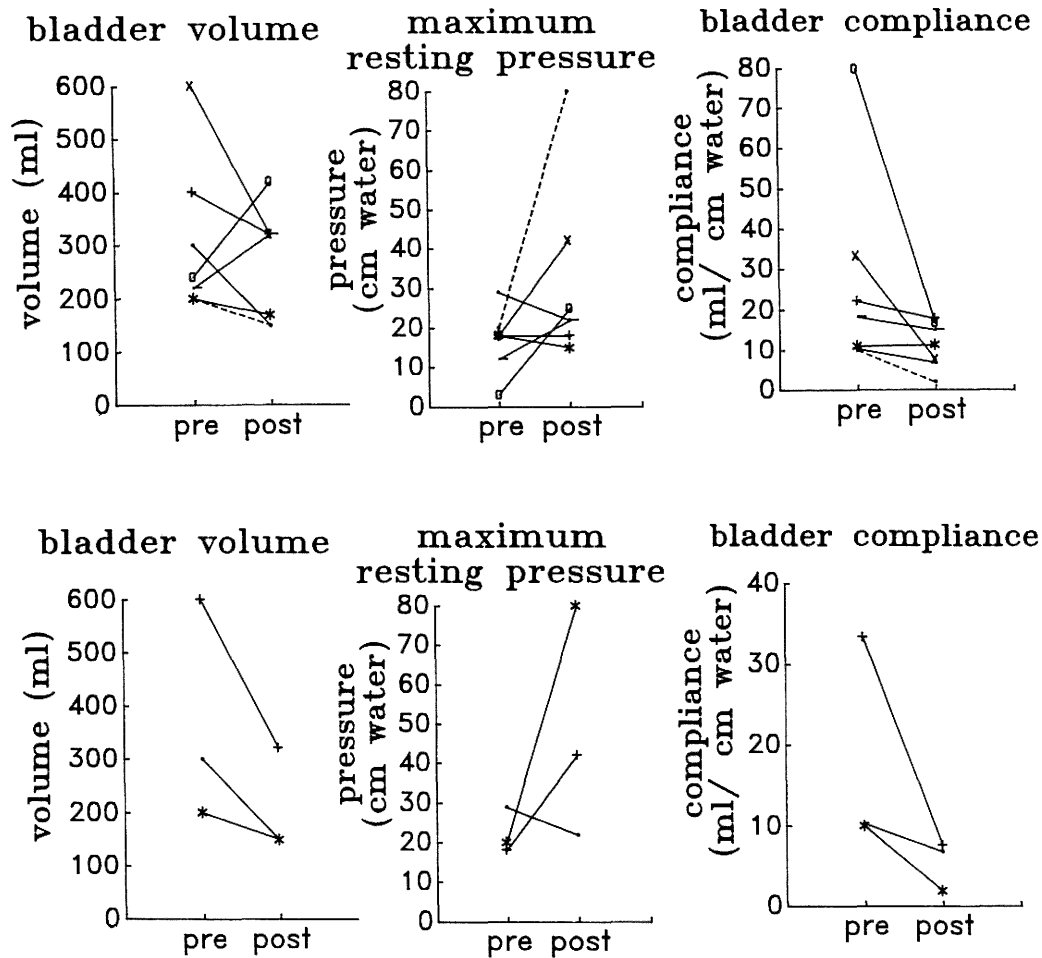 bladder volume
volume (ml)
600
500
400
300
200
100
0
pre post
maximum
resting pressure
pressure
(cm water)
80
70
60
50
40
30
20
10
0
pre post
bladder compliance
compliance
(ml/ cm water)
80
70
60
50
40
30
20
10
0
pre post
bladder volume
volume (ml)
600
500
400
300
200
100
0
pre post
maximum
resting pressure
pressure
(cm water)
80
70
60
50
40
30
20
10
0
pre post
bladder compliance
compliance
(ml/ cm water)
40
30
20
10
0
pre post